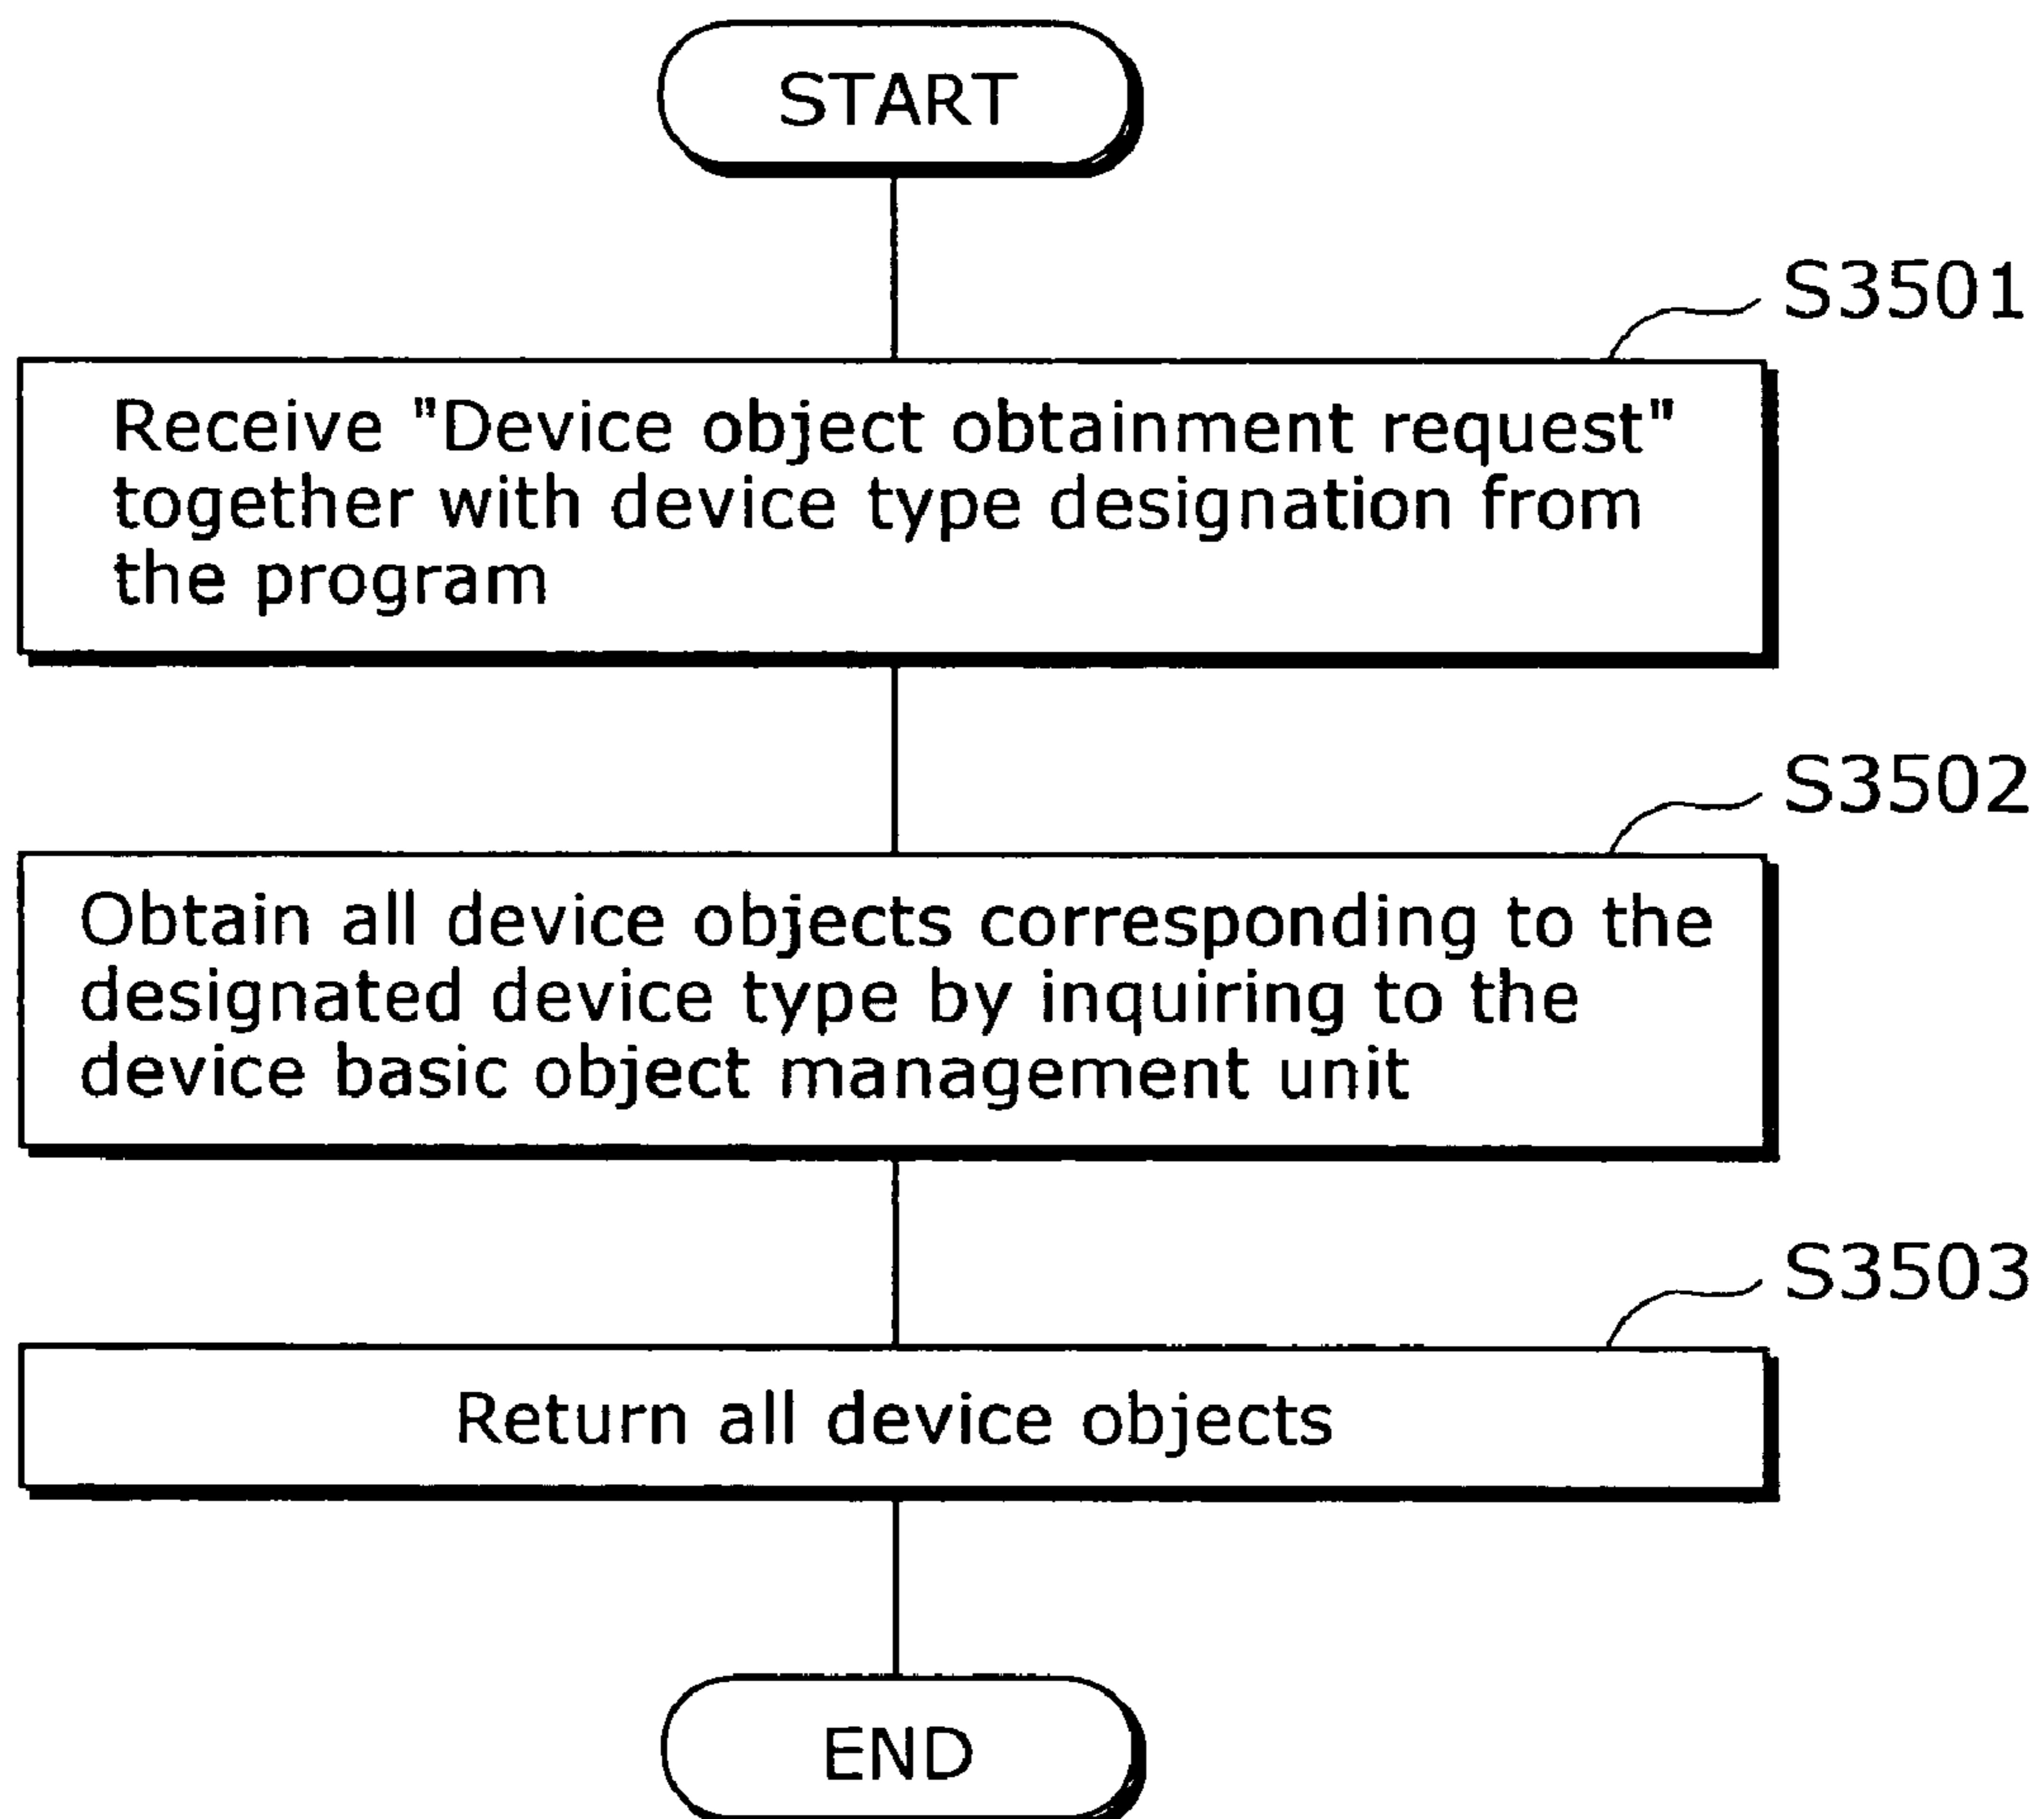 START
S3501
Receive "Device object obtainment request"
together with device type designation from
the program
S3502
Obtain all device objects corresponding to the
designated device type by inquiring to the
device basic object management unit
S3503
Return all device objects
END